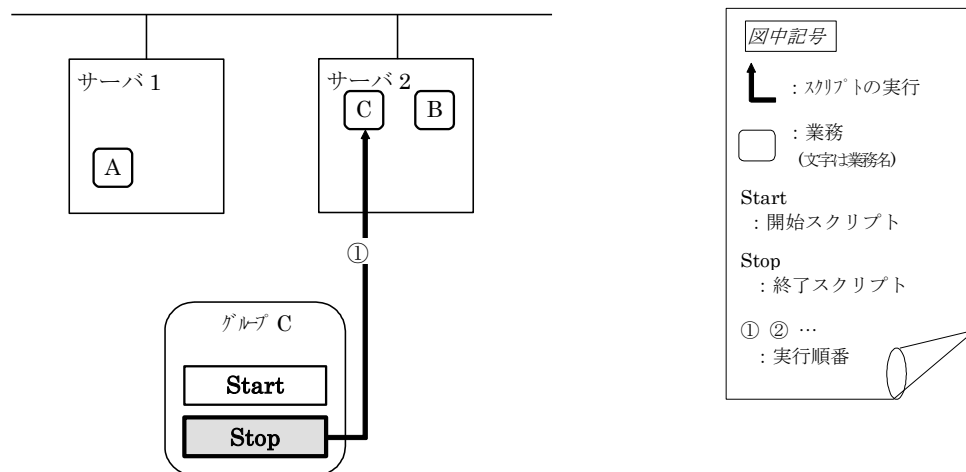 サーバ 1
サーバ 2
C
B
A
①
グループ C
Start
Stop
図中記号
：スクリプトの実行
：業務
(文字は業務名)
Start
：開始スクリプト
Stop
：終了スクリプト
① ② …
：実行順番